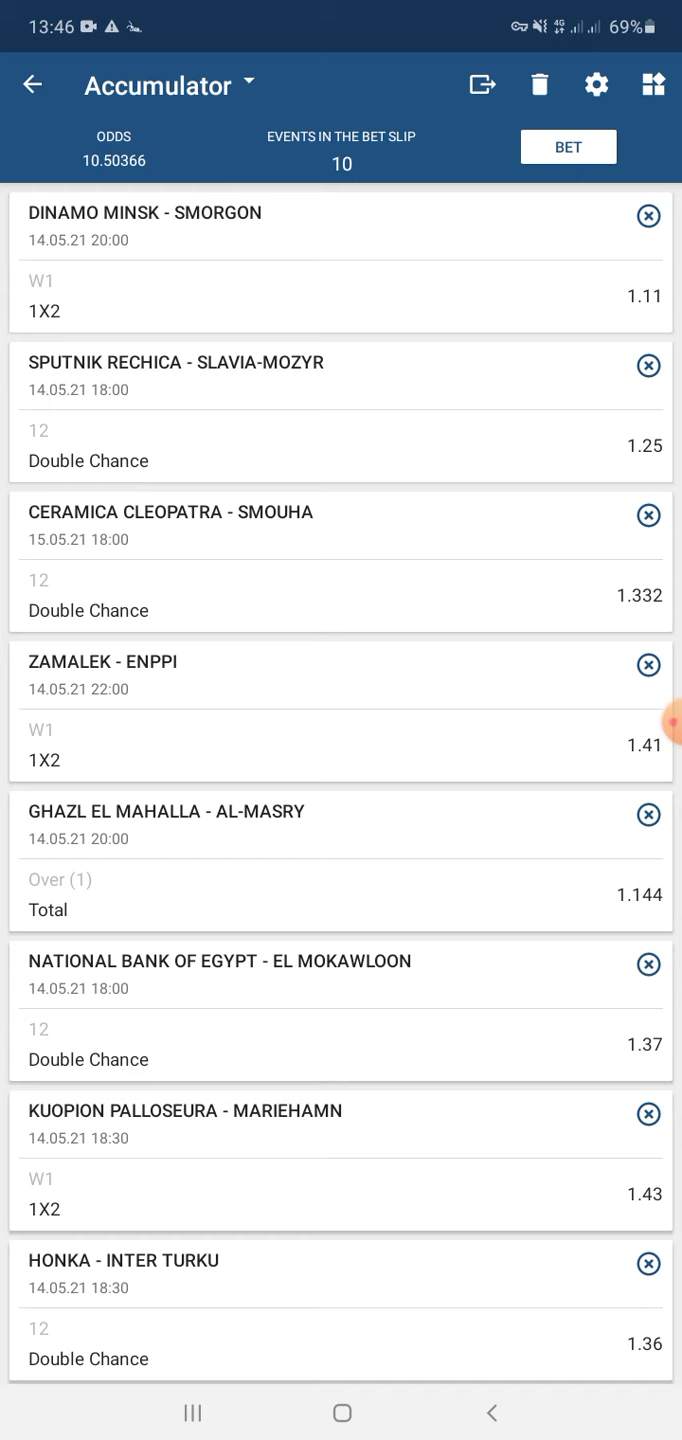 13:46
4G
69%
Accumulator
ODDS
10.50366
EVENTS IN THE BET SLIP
10
BET
DINAMO MINSK - SMORGON
14.05.21 20:00
W1
1X2
1.11
SPUTNIK RECHICA - SLAVIA-MOZYR
14.05.21 18:00
12
Double Chance
1.25
CERAMICA CLEOPATRA - SMOUHA
15.05.21 18:00
12
Double Chance
1.332
ZAMALEK - ENPPI
14.05.21 22:00
W1
1X2
1.41
GHAZL EL MAHALLA - AL-MASRY
14.05.21 20:00
Over (1)
Total
1.144
NATIONAL BANK OF EGYPT - EL MOKAWLOON
14.05.21 18:00
12
Double Chance
1.37
KUOPION PALLOSEURA - MARIEHAMN
14.05.21 18:30
W1
1X2
1.43
HONKA - INTER TURKU
14.05.21 18:30
12
Double Chance
1.36